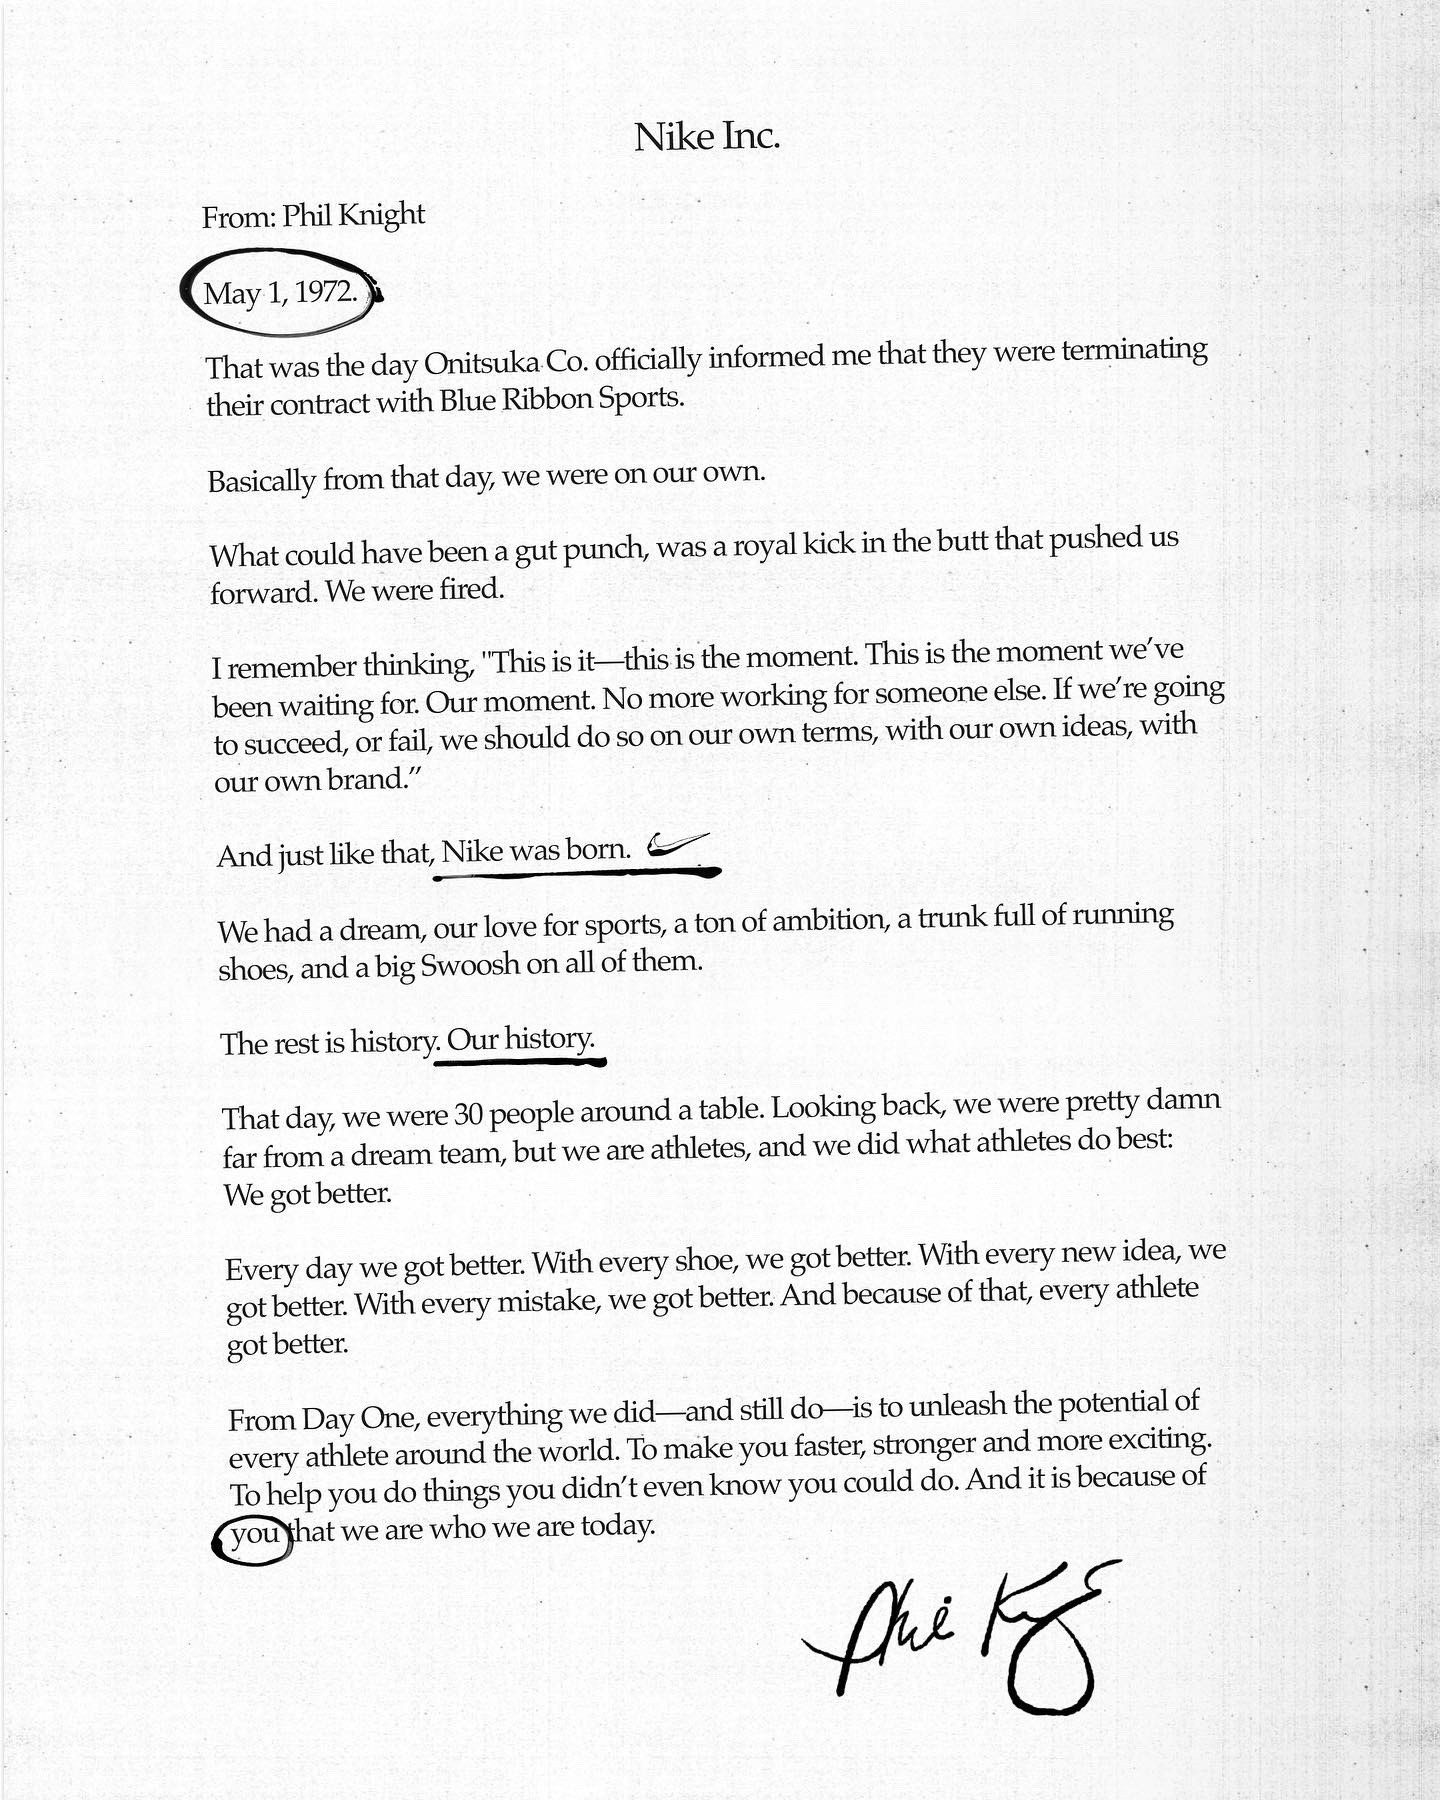 Nike Inc.
From: Phil Knight
May 1, 1972.
That was the day Onitsuka Co. officially informed me that they were terminating
their contract with Blue Ribbon Sports.
Basically from that day, we were on our own.
What could have been a gut punch, was a royal kick in the butt that pushed us
forward. We were fired.
I remember thinking, "This is it—this is the moment. This is the moment we’ve
been waiting for. Our moment. No more working for someone else. If we’re going
to succeed, or fail, we should do so on our own terms, with our own ideas, with
our own brand.”
And just like that, Nike was born.
We had a dream, our love for sports, a ton of ambition, a trunk full of running
shoes, and a big Swoosh on all of them.
The rest is history. Our history.
That day, we were 30 people around a table. Looking back, we were pretty damn
far from a dream team, but we are athletes, and we did what athletes do best:
We got better.
Every day we got better. With every shoe, we got better. With every new idea, we
got better. With every mistake, we got better. And because of that, every athlete
got better.
From Day One, everything we did—and still do—is to unleash the potential of
every athlete around the world. To make you faster, stronger and more exciting.
To help you do things you didn’t even know you could do. And it is because of
you that we are who we are today.